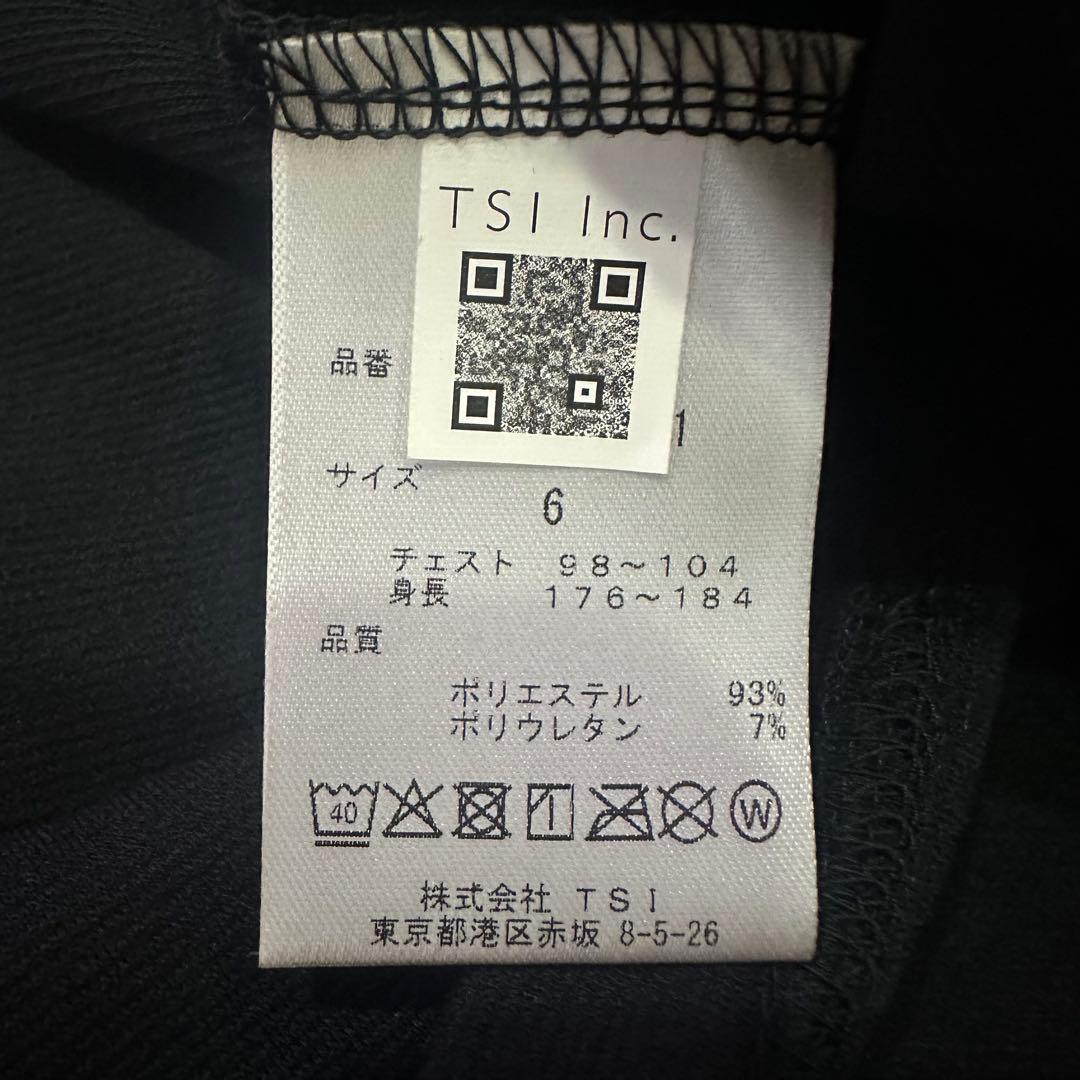 TSI Inc.
品番
1
サイズ
6
チェスト 98～104
身長 176～184
品質
ポリエステル 93%
ポリウレタン 7%
40
W
株式会社 TSI
東京都港区赤坂 8-5-26